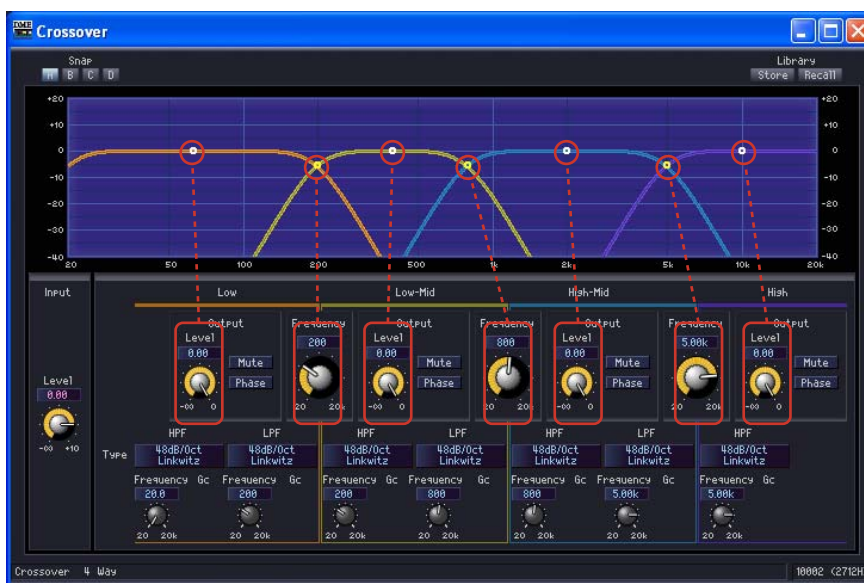 Crossover
Snap
Library
A B C D
Store Recall
+20 +20
+10 +10
0 0
-10 -10
-20 -20
-30 -30
-40 -40
20 50 100 200 500 1k 2k 5k 10k 20k
Input Low Low-Mid High-Mid High
Output Frequency Output Frequency Output Frequency Output
Level 200 Level 800 Level 5.00k Level
0.00 0.00 0.00 0.00
Mute Mute Mute Mute
Level
0.00
Phase Phase Phase Phase
-∞ 0 20 20k -∞ 0 20 20k -∞ 0 20 20k -∞ 0
-∞ +10
HPF LPF HPF LPF HPF LPF HPF
Type
48dB/Oct 48dB/Oct 48dB/Oct 48dB/Oct 48dB/Oct 48dB/Oct 48dB/Oct
Linkwitz Linkwitz Linkwitz Linkwitz Linkwitz Linkwitz Linkwitz
Frequency Gc Frequency Gc Frequency Gc Frequency Gc Frequency Gc Frequency Gc Frequency Gc
20.0 200 200 800 800 5.00k 5.00k
20 20k 20 20k 20 20k 20 20k 20 20k 20 20k 20 20k
Crossover 4 Way
10002 (2712H